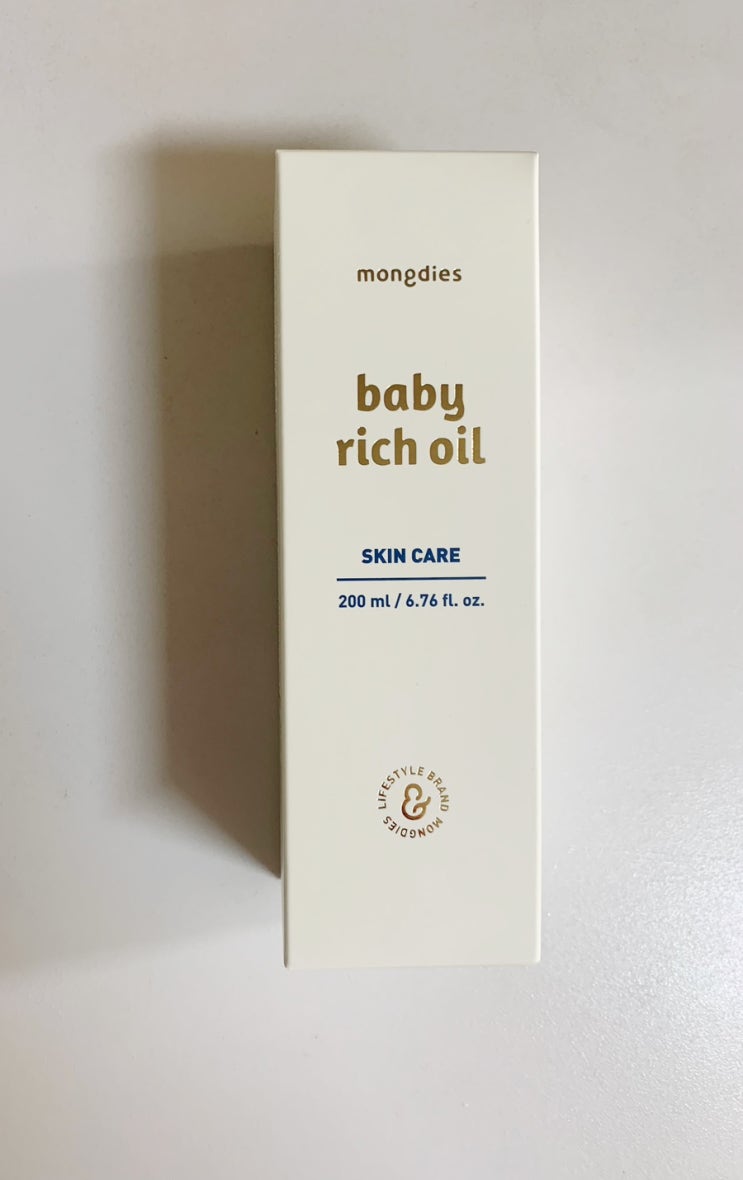 mongdies
baby
rich oil
SKIN CARE
200 ml / 6.76 fl. oz.
LIFESTYLE BRAND MONGDIES
&